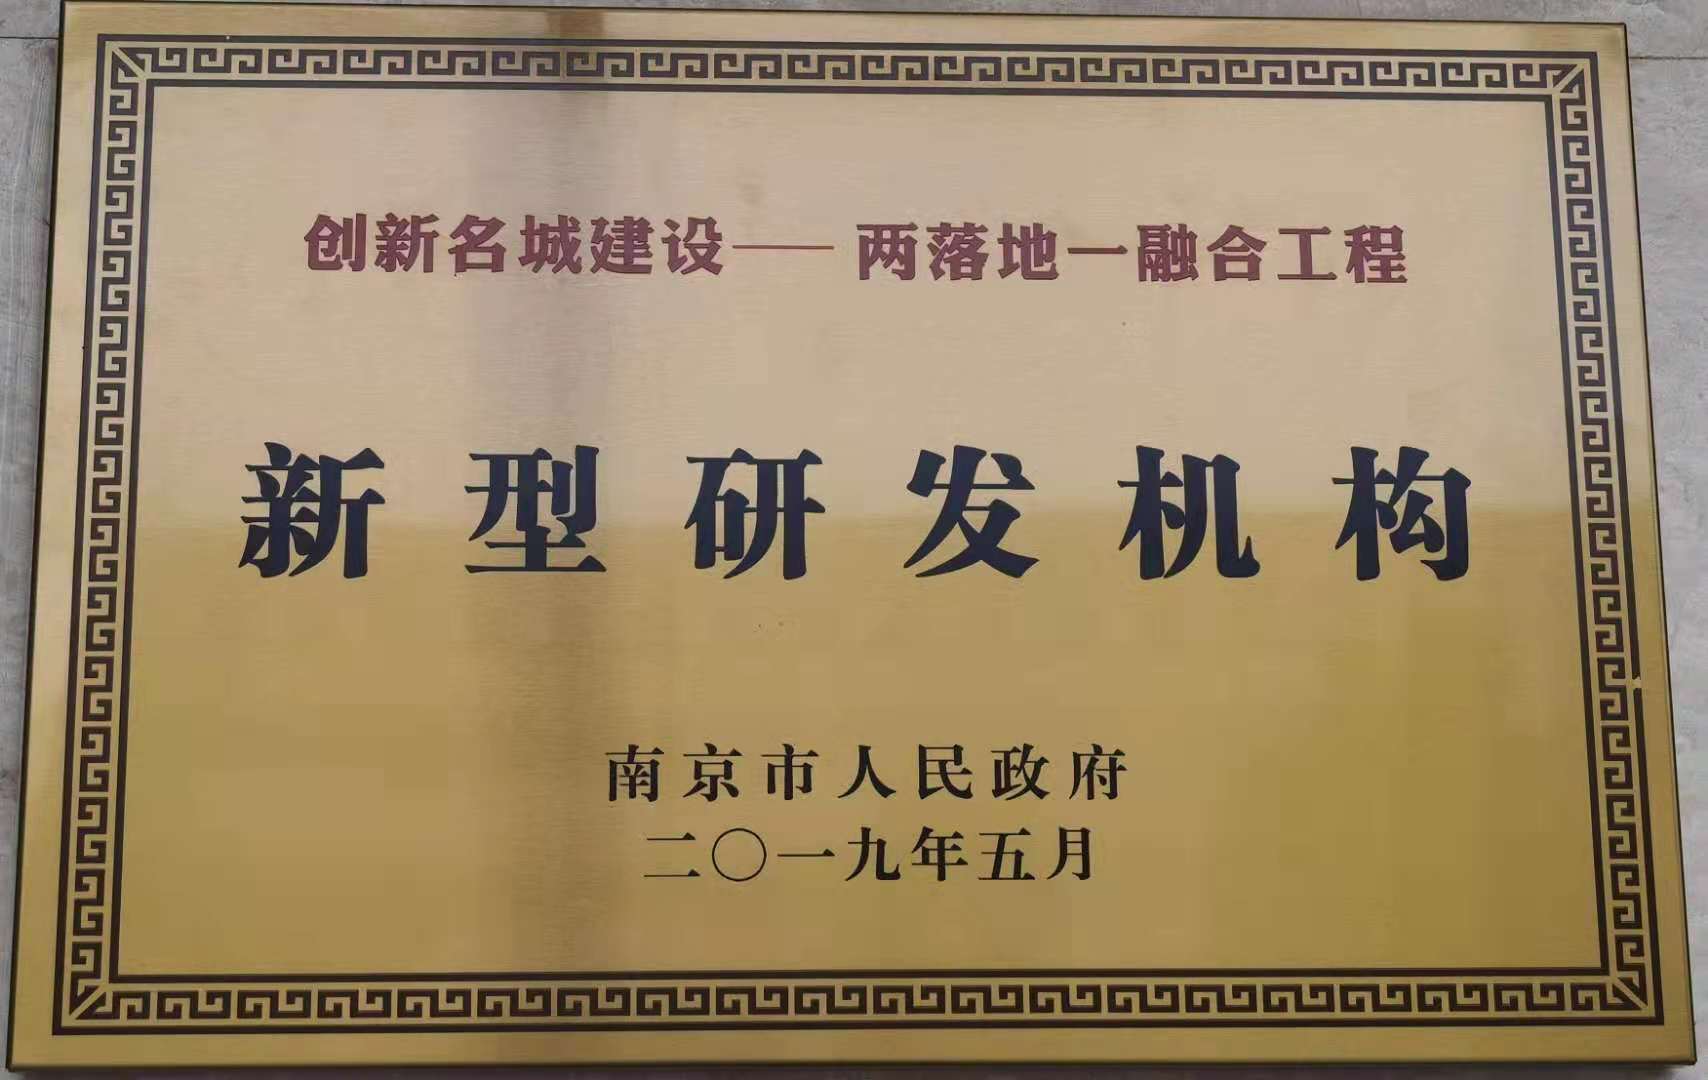 创新名城建设——两落地一融合工程
新型研发机构
南京市人民政府
二〇一九年五月